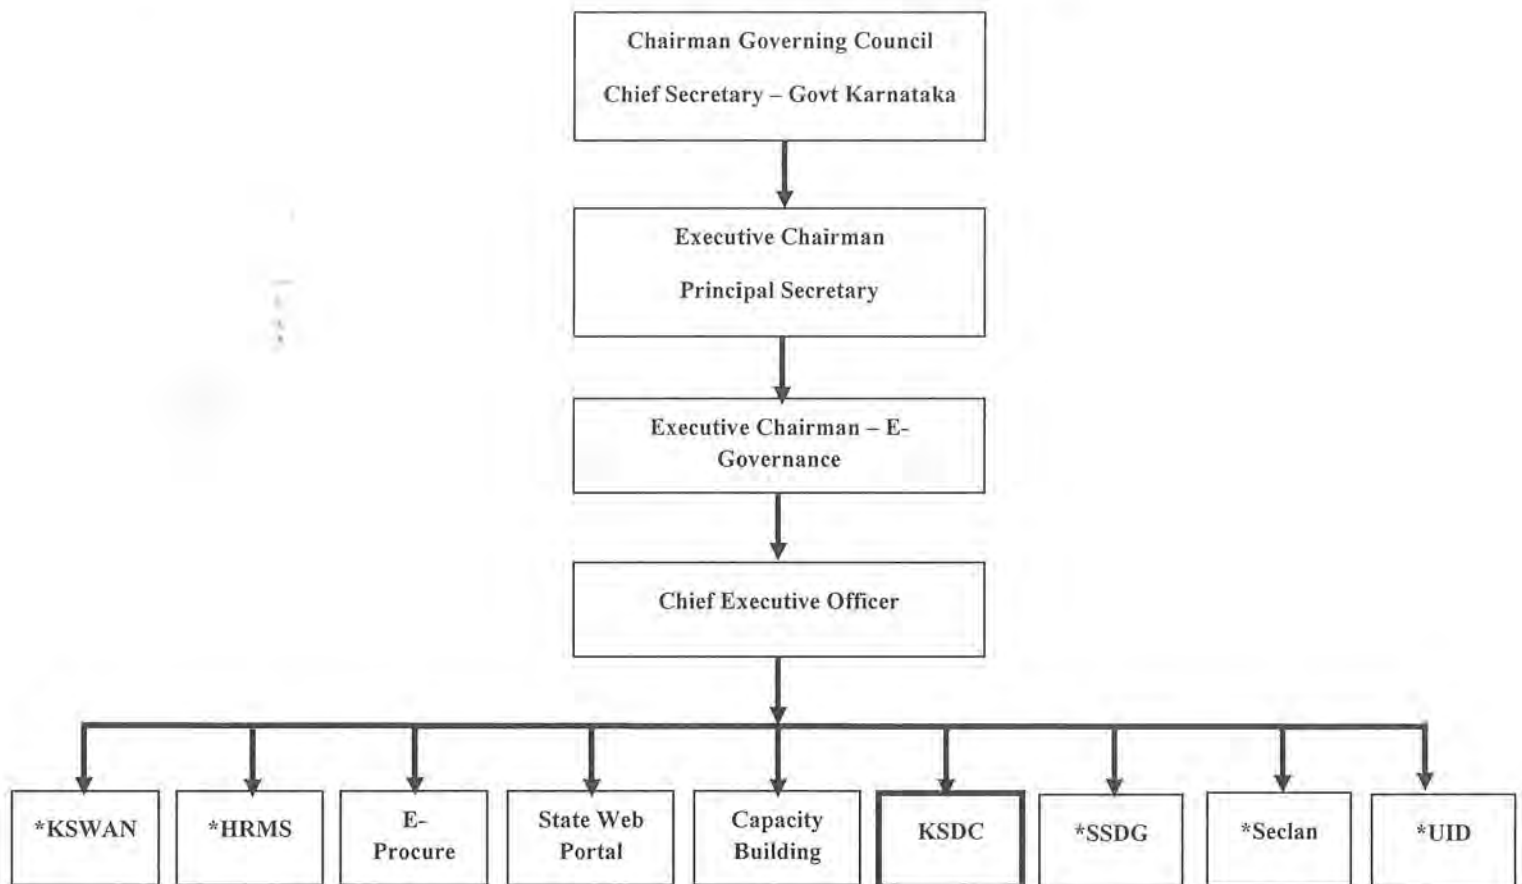 Chairman Governing Council
Chief Secretary – Govt Karnataka
Executive Chairman
Principal Secretary
Executive Chairman – E-
Governance
Chief Executive Officer
*KSWAN
*HRMS
E-
Procure
State Web
Portal
Capacity
Building
KSDC
*SSDG
*Seclan
*UID